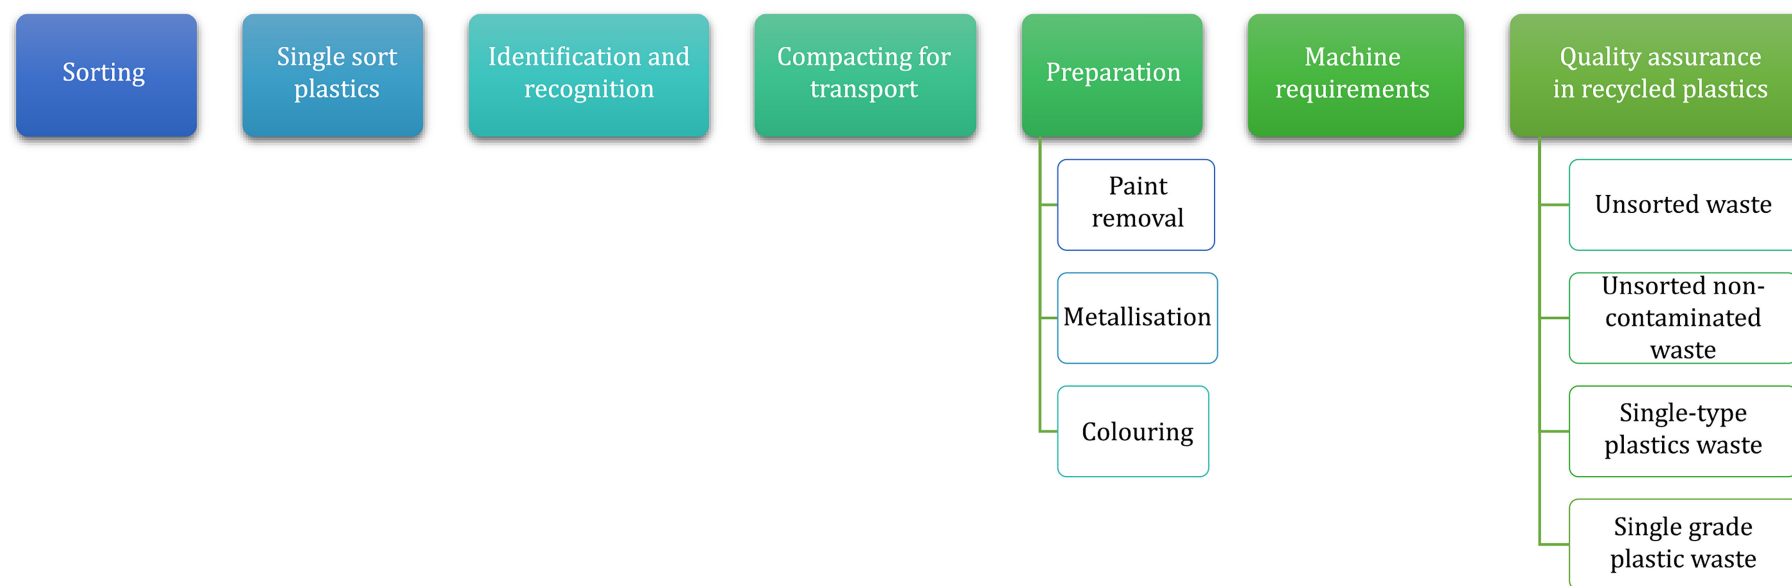 Sorting
Single sort
plastics
Identification and
recognition
Compacting for
transport
Preparation
Machine
requirements
Quality assurance
in recycled plastics
Paint
removal
Metallisation
Colouring
Unsorted waste
Unsorted non-
contaminated
waste
Single-type
plastics waste
Single grade
plastic waste